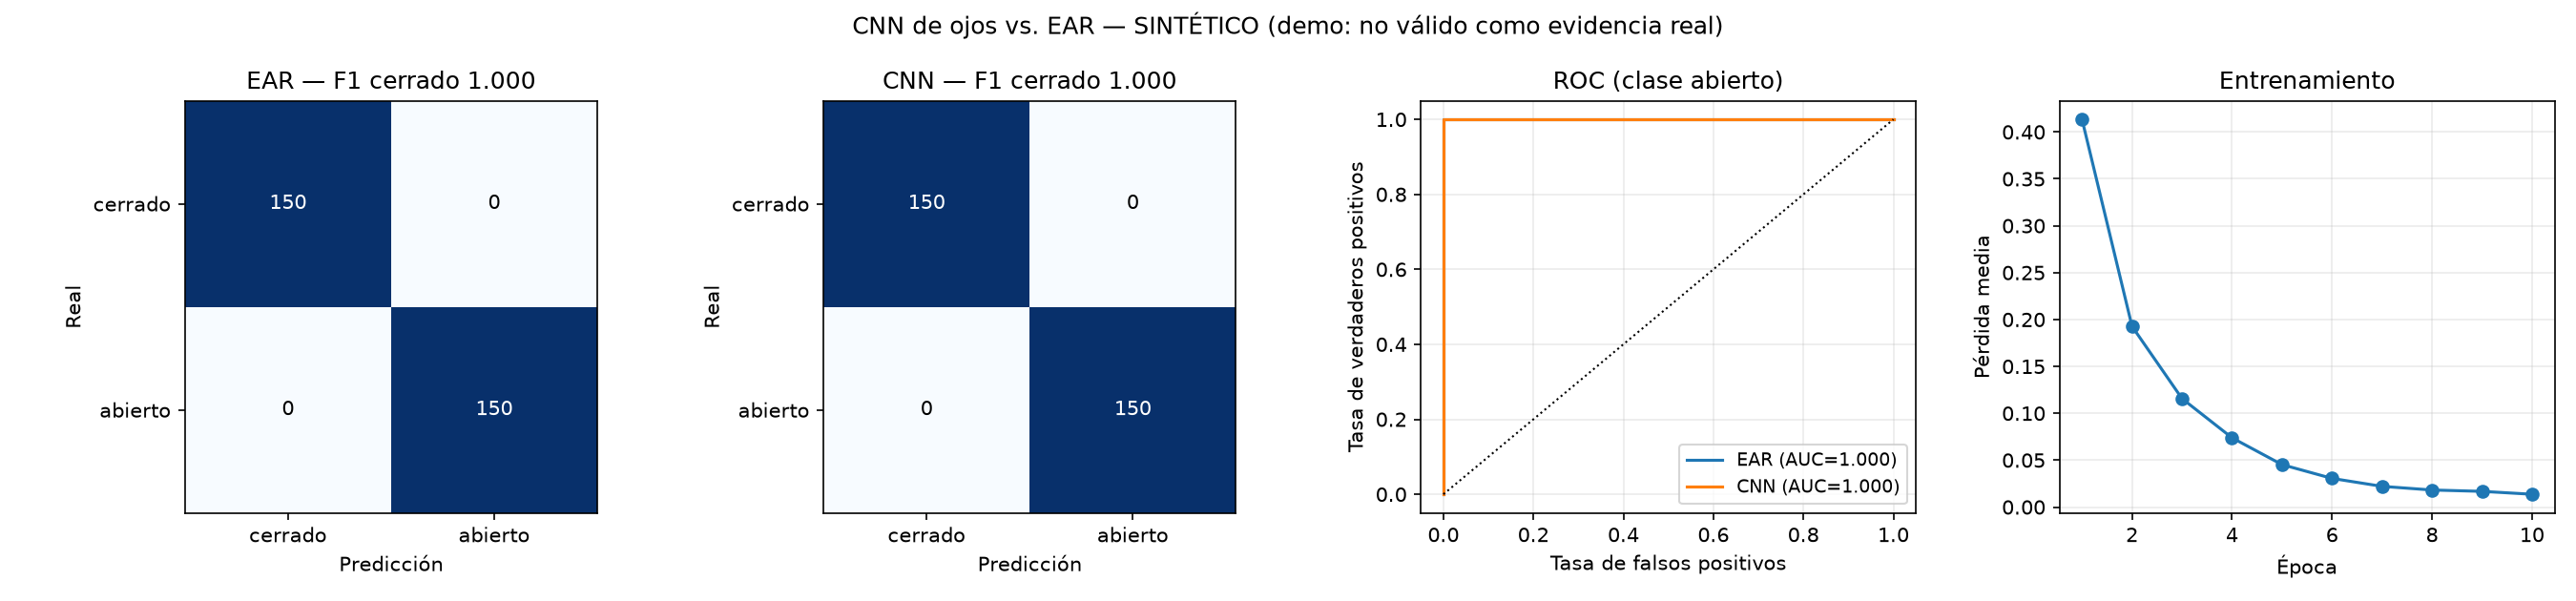 CNN de ojos vs. EAR — SINTÉTICO (demo: no válido como evidencia real)
EAR — F1 cerrado 1.000
Real
cerrado
abierto
150
0
0
150
cerrado
abierto
Predicción
CNN — F1 cerrado 1.000
Real
cerrado
abierto
150
0
0
150
cerrado
abierto
Predicción
ROC (clase abierto)
Tasa de verdaderos positivos
1.0
0.8
0.6
0.4
0.2
0.0
EAR (AUC=1.000)
CNN (AUC=1.000)
0.0
0.2
0.4
0.6
0.8
1.0
Tasa de falsos positivos
Entrenamiento
Pérdida media
0.40
0.35
0.30
0.25
0.20
0.15
0.10
0.05
0.00
2
4
6
8
10
Época